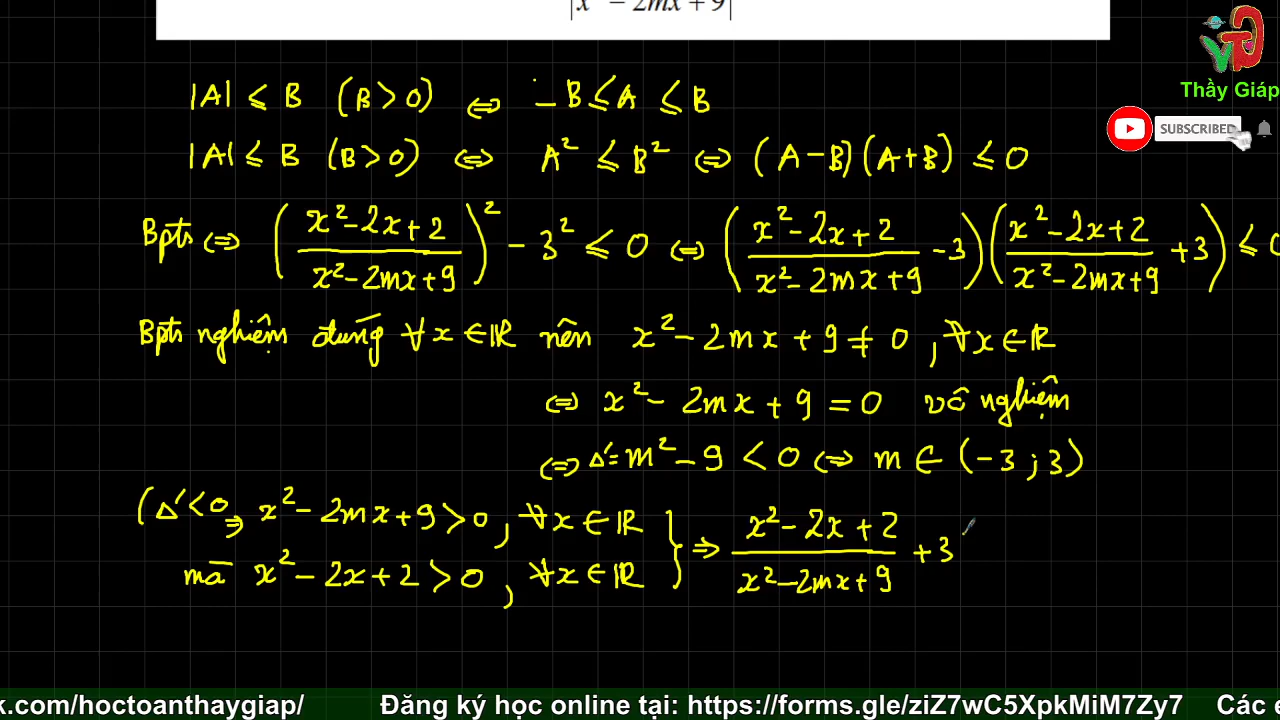 |x² − 2mx + 9|
Thầy Giáp
SUBSCRIBED
|A| ⩽ B (B > 0) ⇔ −B ⩽ A ⩽ B
|A| ⩽ B (B > 0) ⇔ A² ⩽ B² ⇔ (A−B)(A+B) ⩽ 0
Bpts ⇔ ((x²−2x+2)/(x²−2mx+9))² − 3² ⩽ 0 ⇔ ((x²−2x+2)/(x²−2mx+9) −3)((x²−2x+2)/(x²−2mx+9) +3) ⩽ 0
Bpts nghiệm đúng ∀x∈ℝ nên x²−2mx+9 ≠ 0, ∀x∈ℝ
⇔ x²−2mx+9 = 0 vô nghiệm
⇔ Δ'= m²−9 < 0 ⇔ m ∈ (−3;3)
(Δ'<0 ⇒ x²−2mx+9 > 0, ∀x∈ℝ
mà x²−2x+2 > 0, ∀x∈ℝ } ⇒ (x²−2x+2)/(x²−2mx+9) +3
k.com/hoctoanthaygiap/ Đăng ký học online tại: https://forms.gle/ziZ7wC5XpkMiM7Zy7 Các e